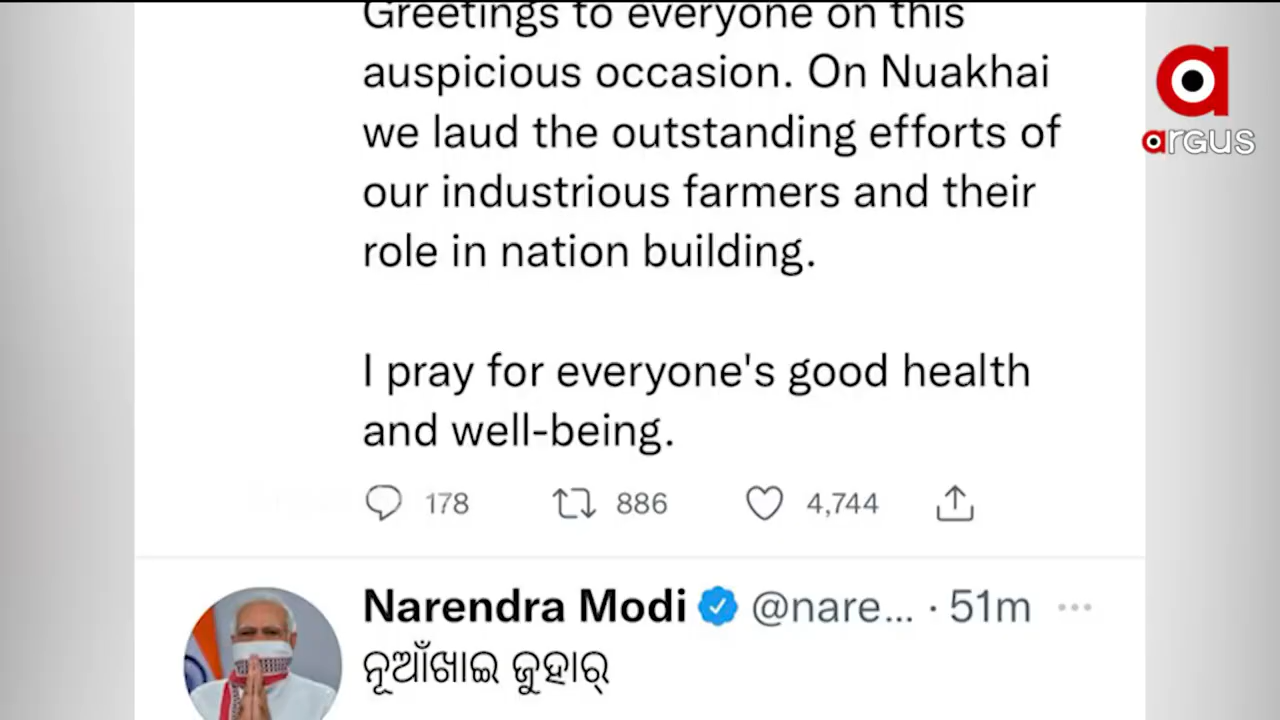 Greetings to everyone on this
auspicious occasion. On Nuakhai
we laud the outstanding efforts of
our industrious farmers and their
role in nation building.
I pray for everyone's good health
and well-being.
178 886 4,744
Narendra Modi @nare... · 51m
ନୂଆଁଖାଇ ଜୁହାର୍
a
argus